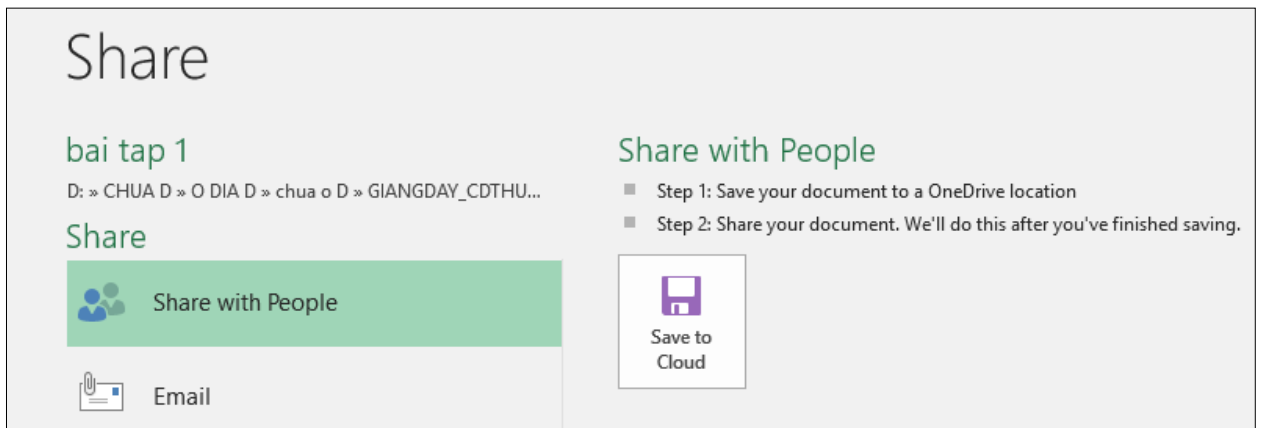 Share
bai tap 1
D: » CHUA D » O DIA D » chua o D » GIANGDAY_CDTHU...
Share
Share with People
Email
Share with People
Step 1: Save your document to a OneDrive location
Step 2: Share your document. We'll do this after you've finished saving.
Save to
Cloud